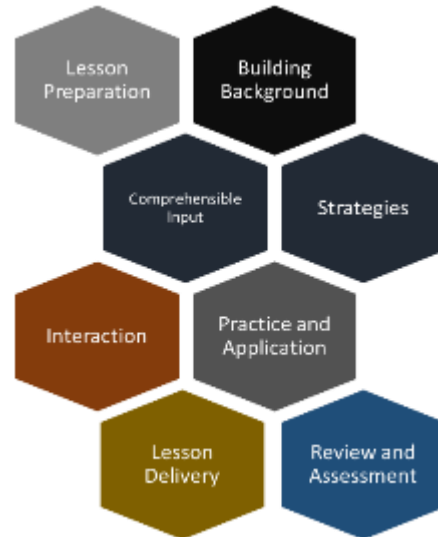 Lesson
Preparation
Building
Background
Comprehensible
Input
Strategies
Interaction
Practice and
Application
Lesson
Delivery
Review and
Assessment